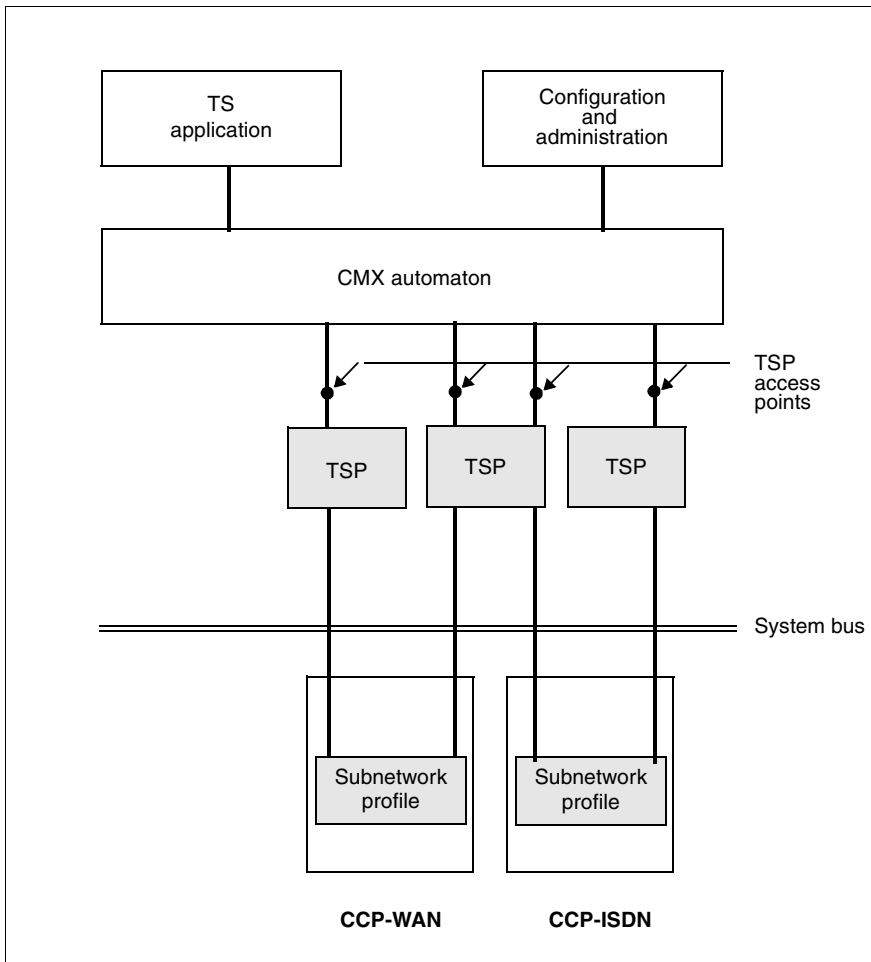 TS
application
Configuration
and
administration
CMX automaton
TSP
access
points
TSP
TSP
TSP
System bus
Subnetwork
profile
Subnetwork
profile
CCP-WAN
CCP-ISDN